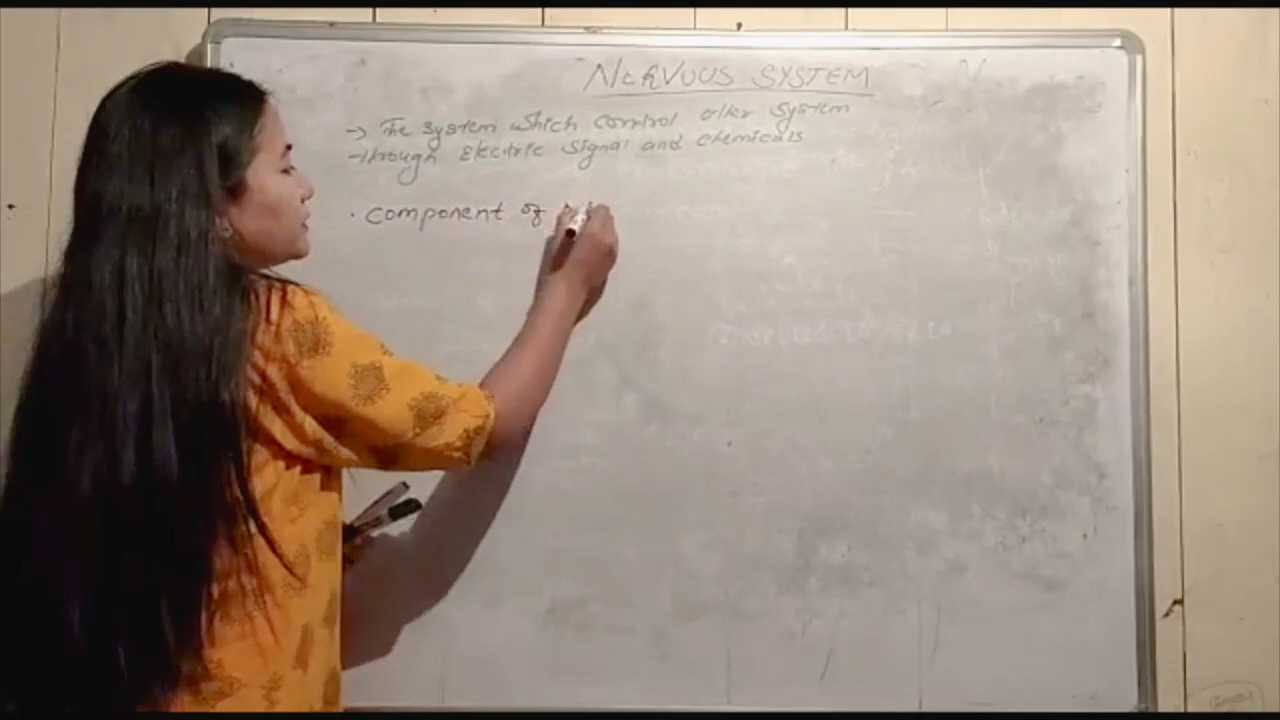 NERVOUS SYSTEM
→ The system which control other system
-through Electric signal and chemicals
· component of